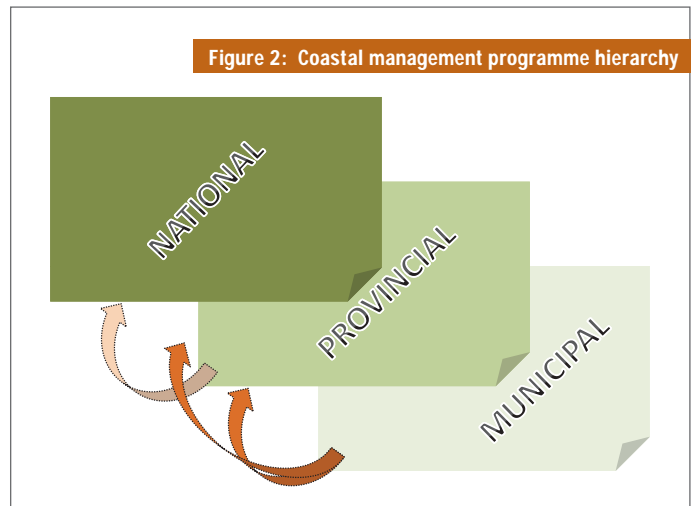 Figure 2: Coastal management programme hierarchy
NATIONAL
PROVINCIAL
MUNICIPAL